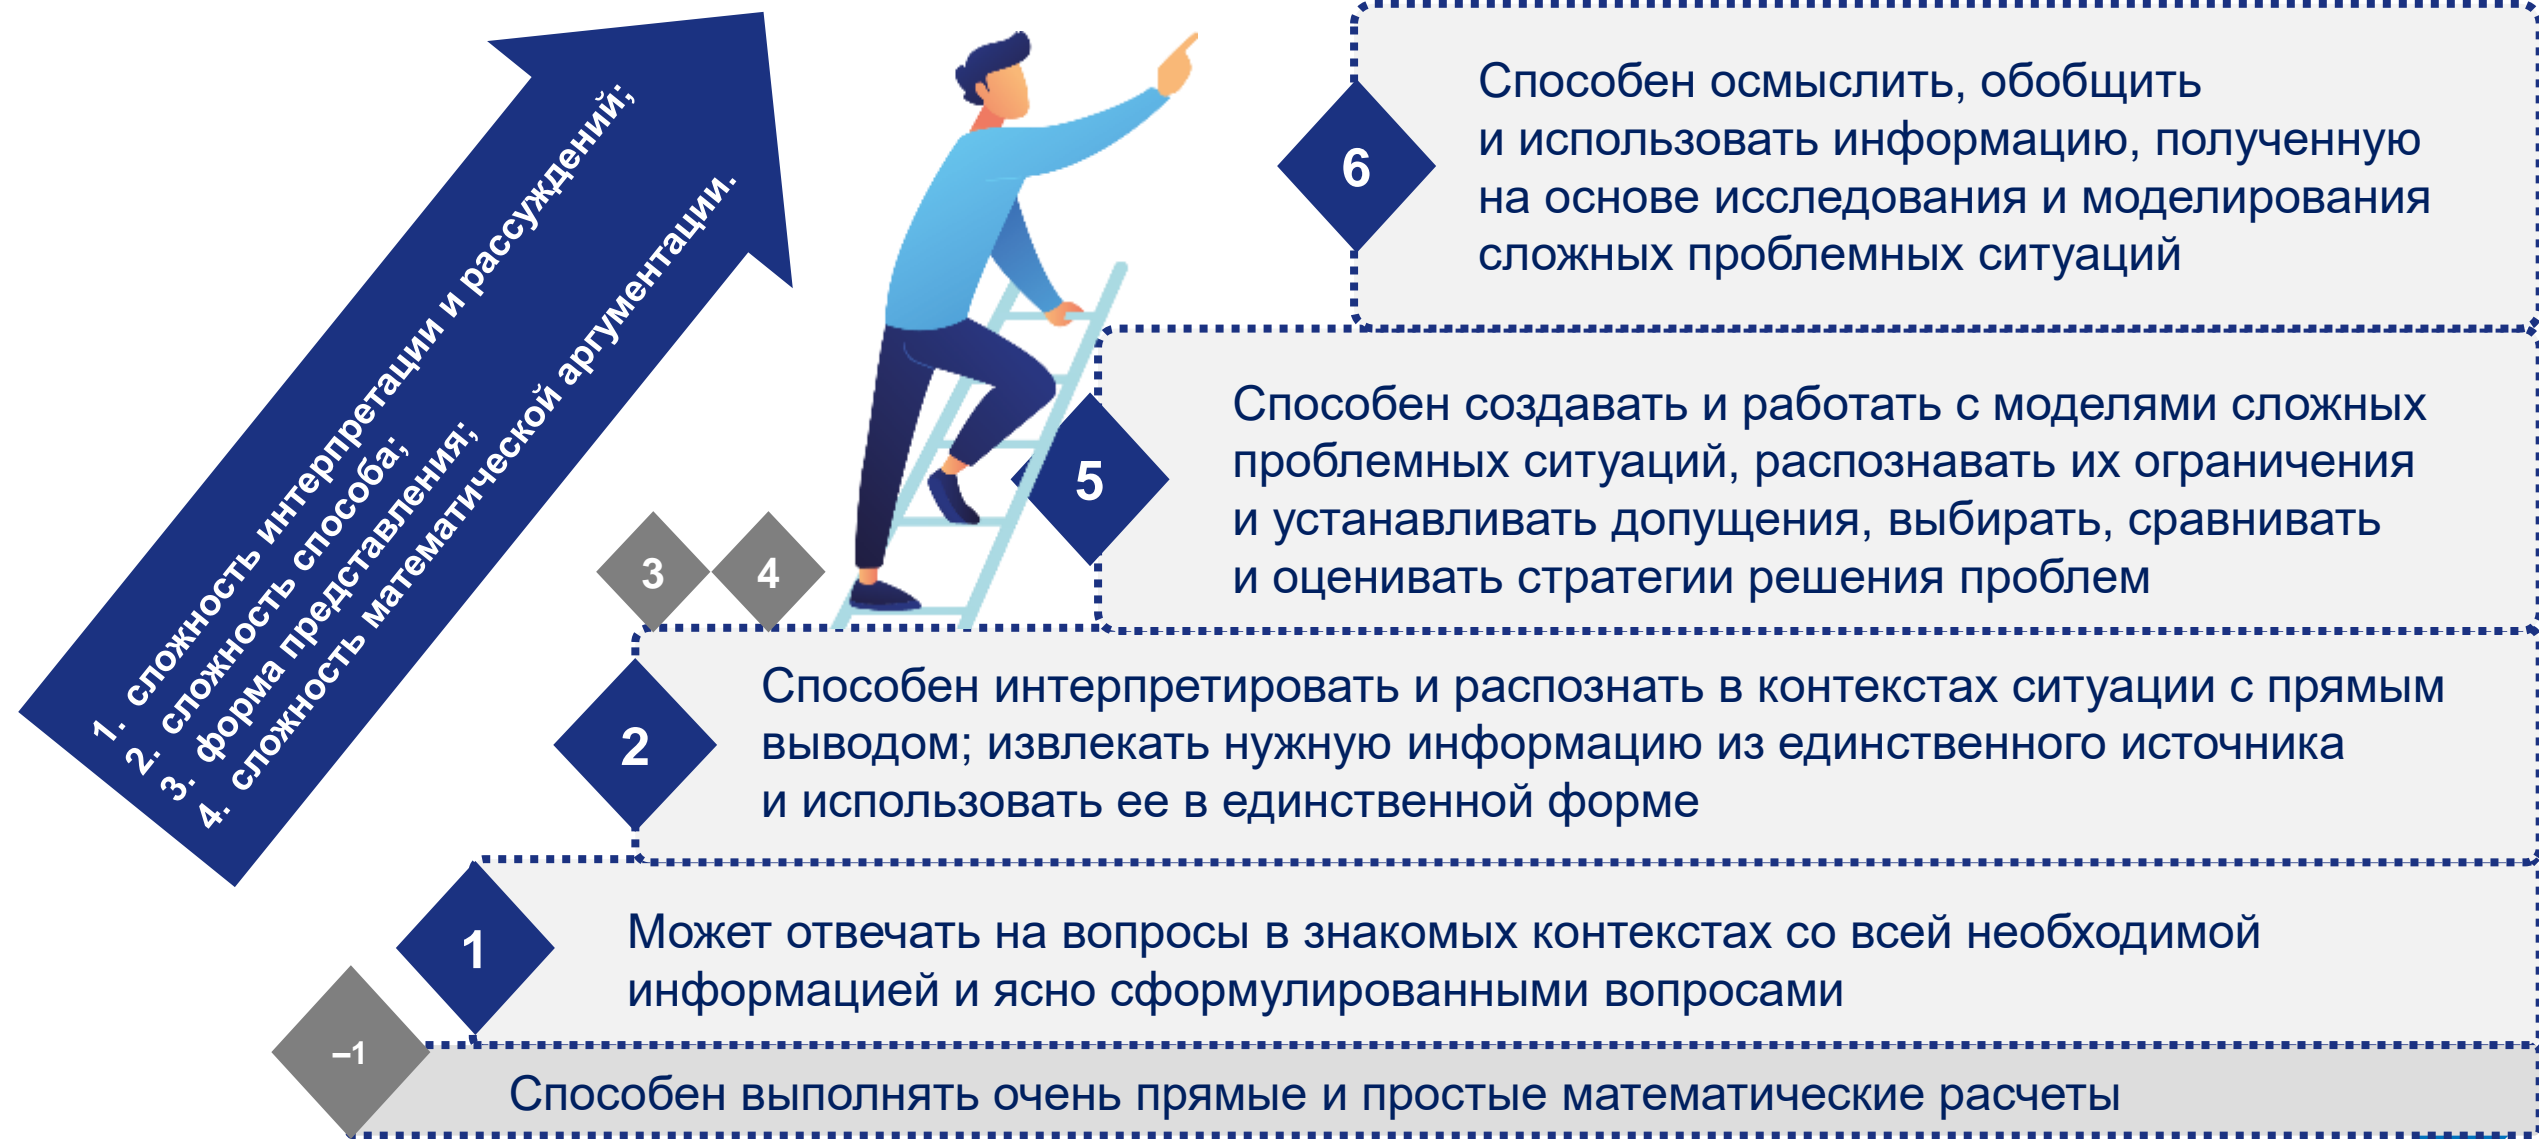 1. сложность интерпретации и рассуждений;
2. сложность способа;
3. форма представления;
4. сложность математической аргументации.
6
Способен осмыслить, обобщить
и использовать информацию, полученную
на основе исследования и моделирования
сложных проблемных ситуаций
5
Способен создавать и работать с моделями сложных
проблемных ситуаций, распознавать их ограничения
и устанавливать допущения, выбирать, сравнивать
и оценивать стратегии решения проблем
3
4
2
Способен интерпретировать и распознать в контекстах ситуации с прямым
выводом; извлекать нужную информацию из единственного источника
и использовать ее в единственной форме
1
Может отвечать на вопросы в знакомых контекстах со всей необходимой
информацией и ясно сформулированными вопросами
–1
Способен выполнять очень прямые и простые математические расчеты